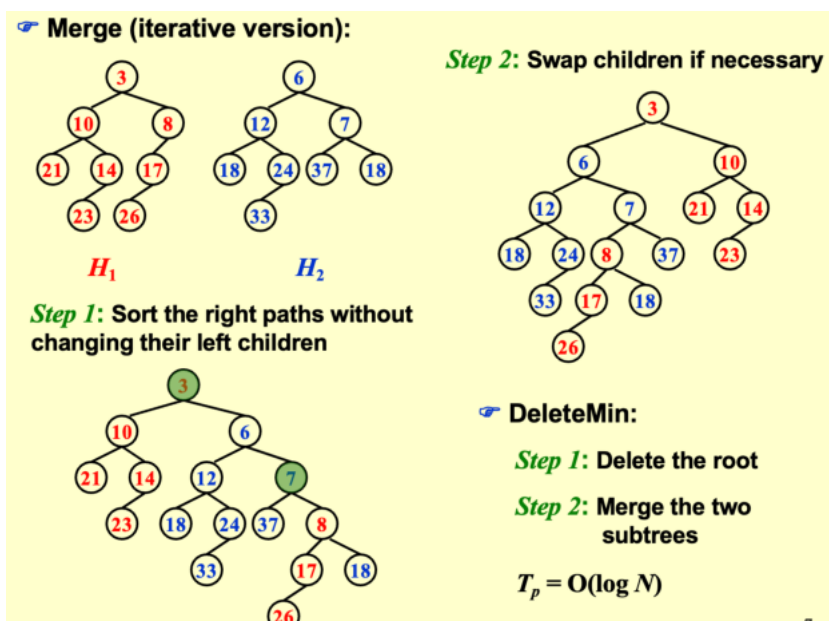 ☞ Merge (iterative version):
3
10 8
21 14 17
23 26
H1
6
12 7
18 24 37 18
33
H2
Step 1: Sort the right paths without
changing their left children
3
10 6
21 14 12 7
23 18 24 37 8
33 17 18
26
Step 2: Swap children if necessary
3
6 10
12 7 21 14
18 24 8 37 23
33 17 18
26
☞ DeleteMin:
Step 1: Delete the root
Step 2: Merge the two
subtrees
Tp = O(log N)